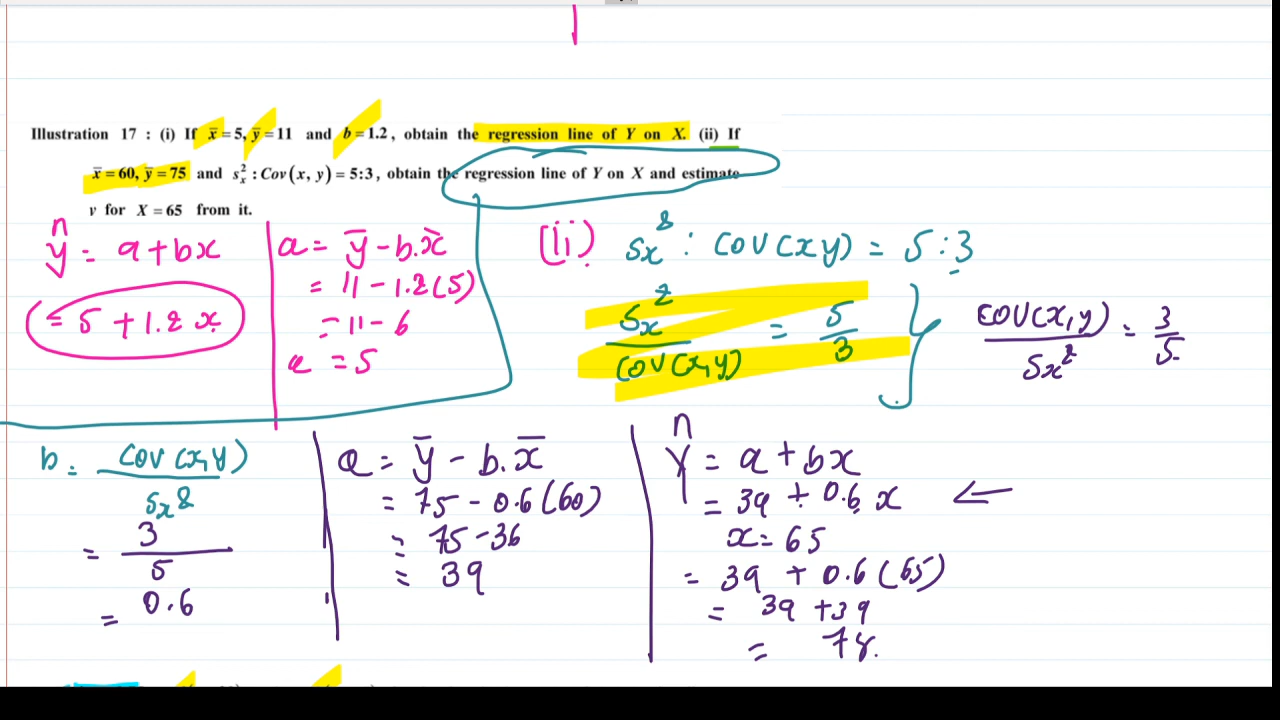 Illustration 17 : (i) If x̄ = 5, ȳ = 11 and b = 1.2, obtain the regression line of Y on X. (ii) If
x̄ = 60, ȳ = 75 and s²ₓ : Cov(x, y) = 5:3, obtain the regression line of Y on X and estimate
for X = 65 from it.
ŷ = a + bx
= 5 + 1.2 x
a = ȳ - b.x̄
= 11 - 1.2(5)
= 11 - 6
a = 5
(ii) Sx² : COV(xy) = 5:3
Sx² / COV(x,y) = 5/3
COV(x,y) / Sx² = 3/5
b = COV(x,y) / Sx²
= 3/5
= 0.6
a = ȳ - b.x̄
= 75 - 0.6(60)
= 75 - 36
= 39
Ŷ = a + bx
= 39 + 0.6 x
x = 65
= 39 + 0.6(65)
= 39 + 39
= 78.